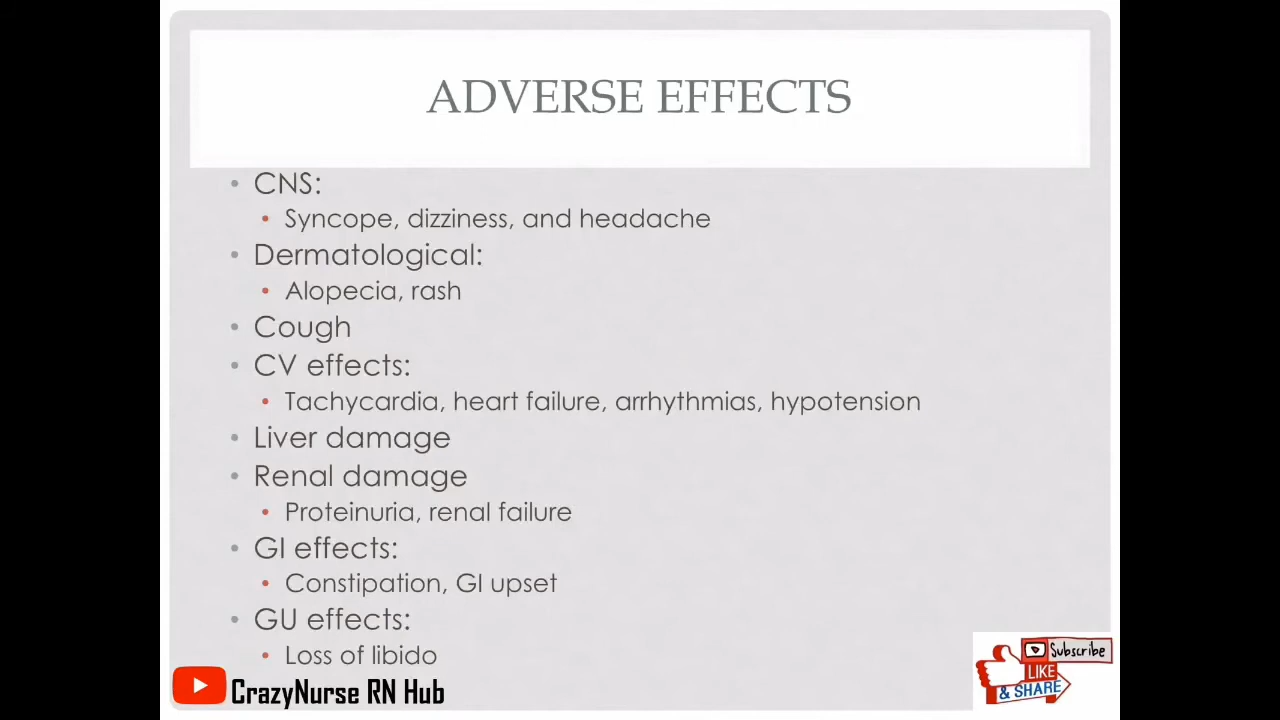 ADVERSE EFFECTS
• CNS:
• Syncope, dizziness, and headache
• Dermatological:
• Alopecia, rash
• Cough
• CV effects:
• Tachycardia, heart failure, arrhythmias, hypotension
• Liver damage
• Renal damage
• Proteinuria, renal failure
• GI effects:
• Constipation, GI upset
• GU effects:
• Loss of libido
CrazyNurse RN Hub
Subscribe
LIKE
& SHARE